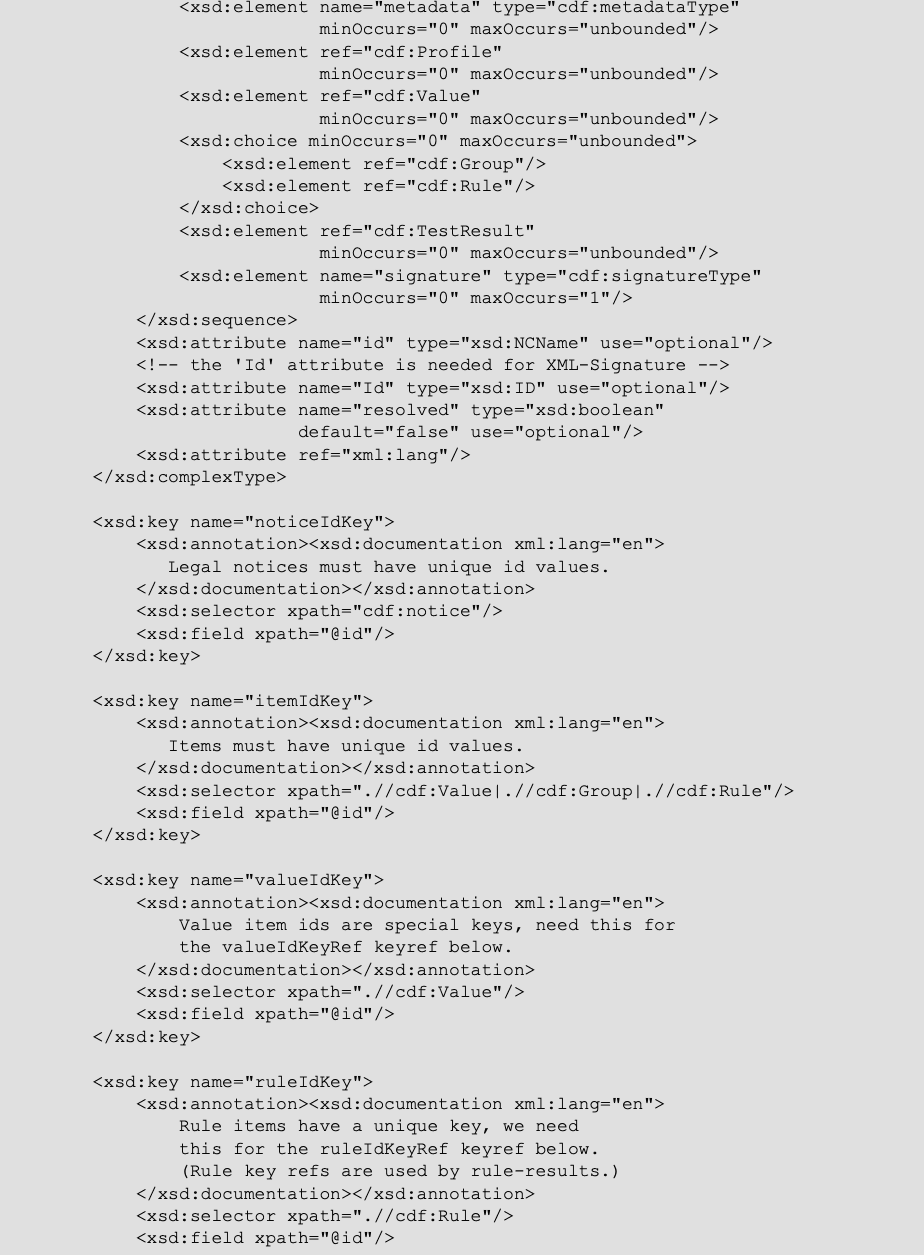 <xsd:element name="metadata" type="cdf:metadataType"
minOccurs="0" maxOccurs="unbounded"/>
<xsd:element ref="cdf:Profile"
minOccurs="0" maxOccurs="unbounded"/>
<xsd:element ref="cdf:Value"
minOccurs="0" maxOccurs="unbounded"/>
<xsd:choice minOccurs="0" maxOccurs="unbounded">
<xsd:element ref="cdf:Group"/>
<xsd:element ref="cdf:Rule"/>
</xsd:choice>
<xsd:element ref="cdf:TestResult"
minOccurs="0" maxOccurs="unbounded"/>
<xsd:element name="signature" type="cdf:signatureType"
minOccurs="0" maxOccurs="1"/>
</xsd:sequence>
<xsd:attribute name="id" type="xsd:NCName" use="optional"/>
<!-- the 'Id' attribute is needed for XML-Signature -->
<xsd:attribute name="Id" type="xsd:ID" use="optional"/>
<xsd:attribute name="resolved" type="xsd:boolean"
default="false" use="optional"/>
<xsd:attribute ref="xml:lang"/>
</xsd:complexType>
<xsd:key name="noticeIdKey">
<xsd:annotation><xsd:documentation xml:lang="en">
Legal notices must have unique id values.
</xsd:documentation></xsd:annotation>
<xsd:selector xpath="cdf:notice"/>
<xsd:field xpath="@id"/>
</xsd:key>
<xsd:key name="itemIdKey">
<xsd:annotation><xsd:documentation xml:lang="en">
Items must have unique id values.
</xsd:documentation></xsd:annotation>
<xsd:selector xpath=".//cdf:Value|.//cdf:Group|.//cdf:Rule"/>
<xsd:field xpath="@id"/>
</xsd:key>
<xsd:key name="valueIdKey">
<xsd:annotation><xsd:documentation xml:lang="en">
Value item ids are special keys, need this for
the valueIdKeyRef keyref below.
</xsd:documentation></xsd:annotation>
<xsd:selector xpath=".//cdf:Value"/>
<xsd:field xpath="@id"/>
</xsd:key>
<xsd:key name="ruleIdKey">
<xsd:annotation><xsd:documentation xml:lang="en">
Rule items have a unique key, we need
this for the ruleIdKeyRef keyref below.
(Rule key refs are used by rule-results.)
</xsd:documentation></xsd:annotation>
<xsd:selector xpath=".//cdf:Rule"/>
<xsd:field xpath="@id"/>